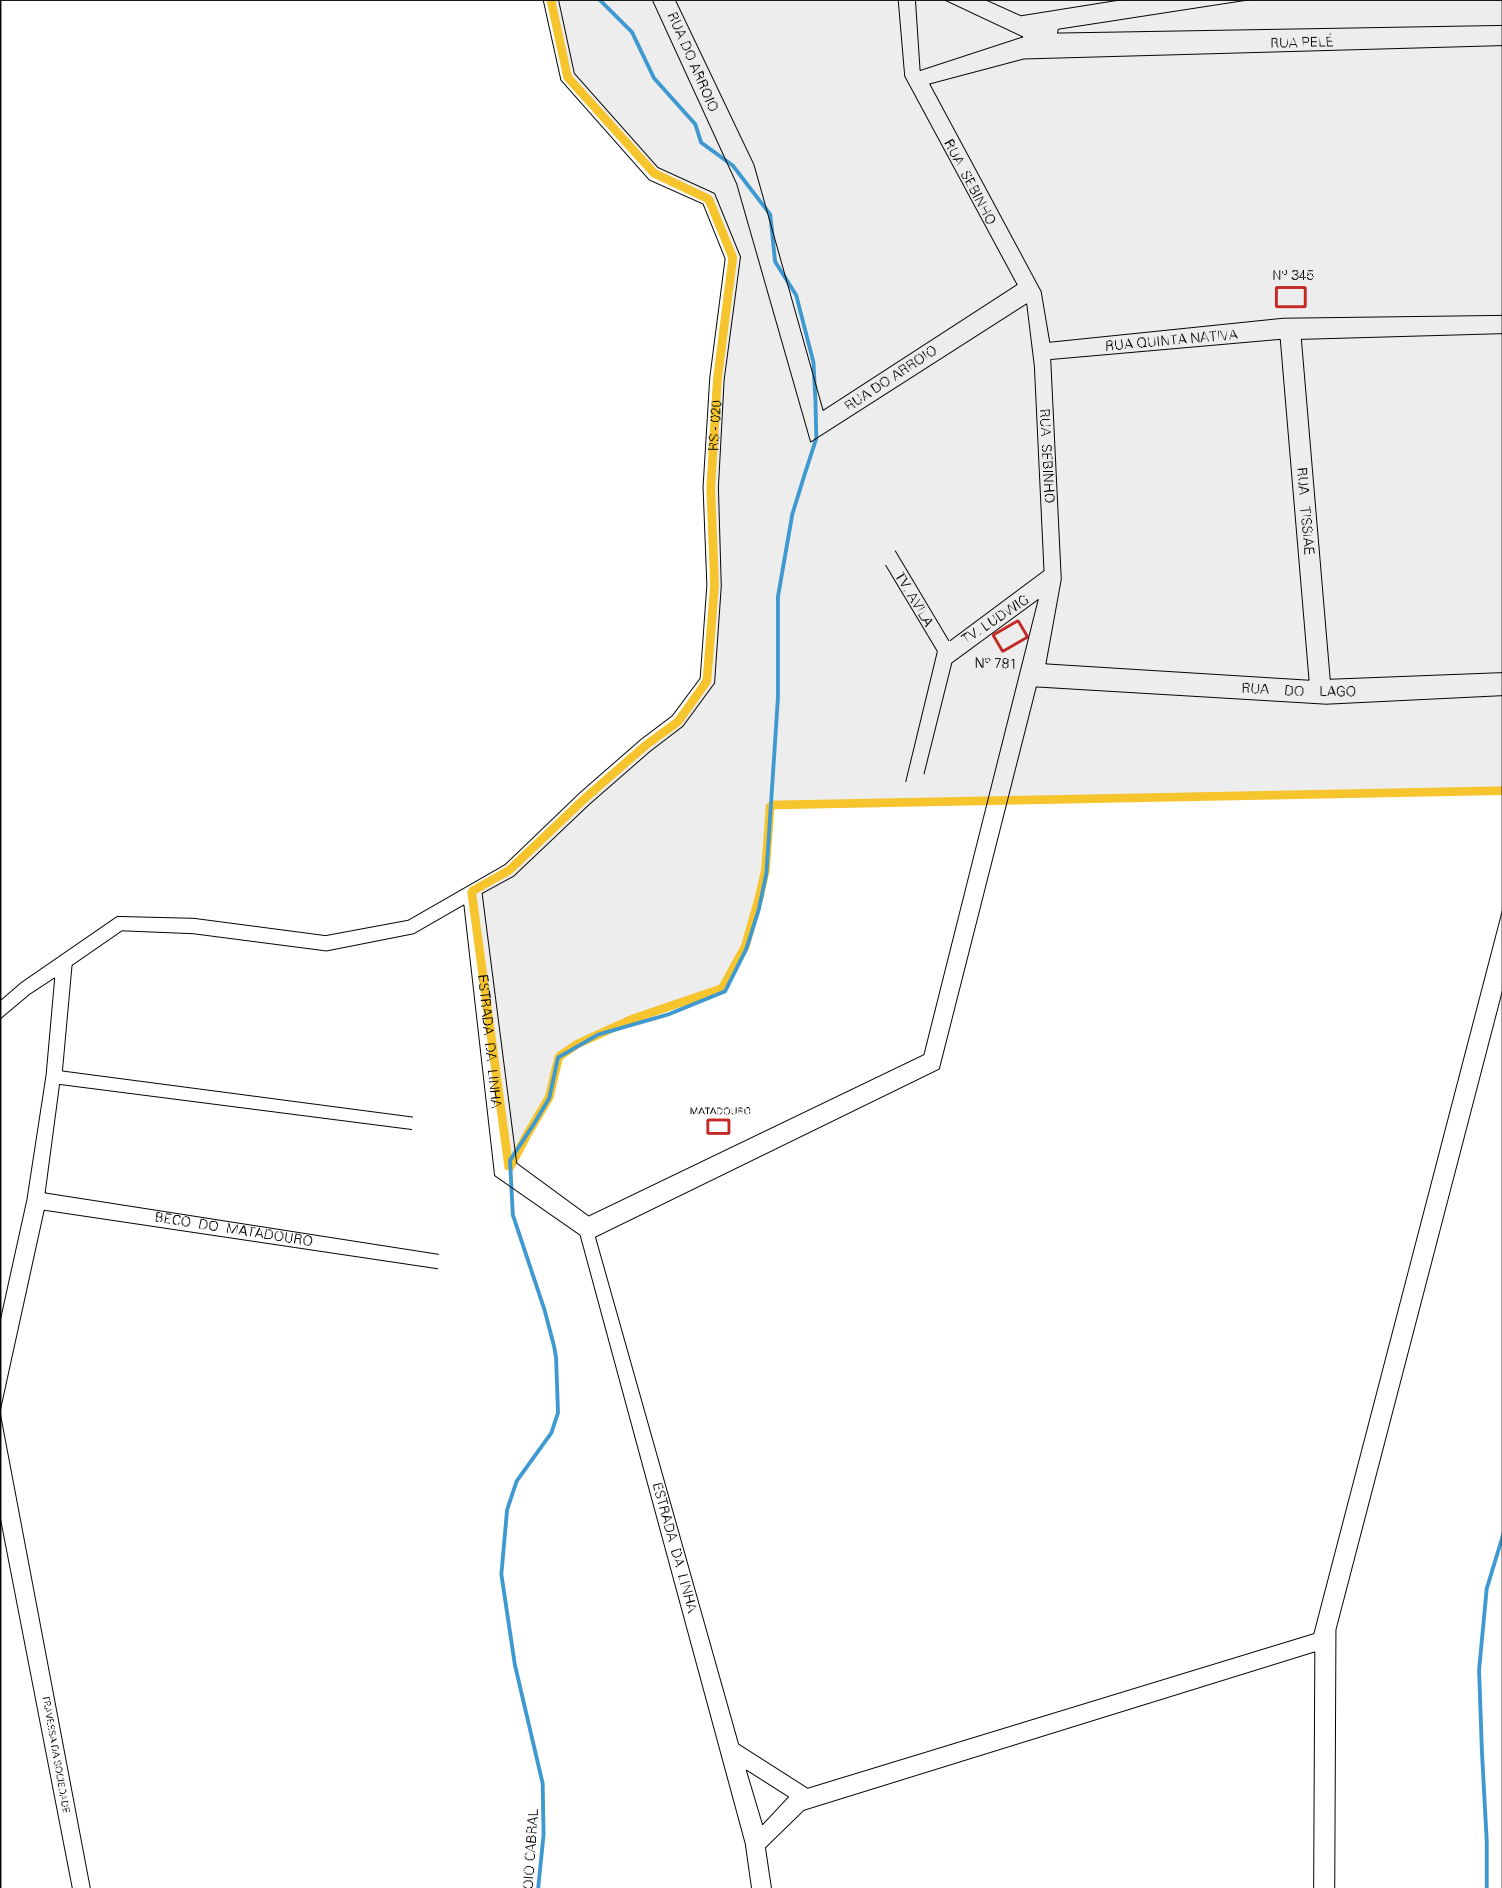 RUA DO ARROIO
RUA PELÉ
RUA SEBINHO
Nº 345
RUA QUINTA NATIVA
RUA DO ARROIO
RS - 020
RUA SEBINHO
RUA TISSIAE
TV. AVILA
TV. LUDWIG
Nº 781
RUA DO LAGO
ESTRADA DA LINHA
MATADOURO
BECO DO MATADOURO
ESTRADA DA LINHA
TRAVESSA DA SOCIEDADE
OIO CABRAL